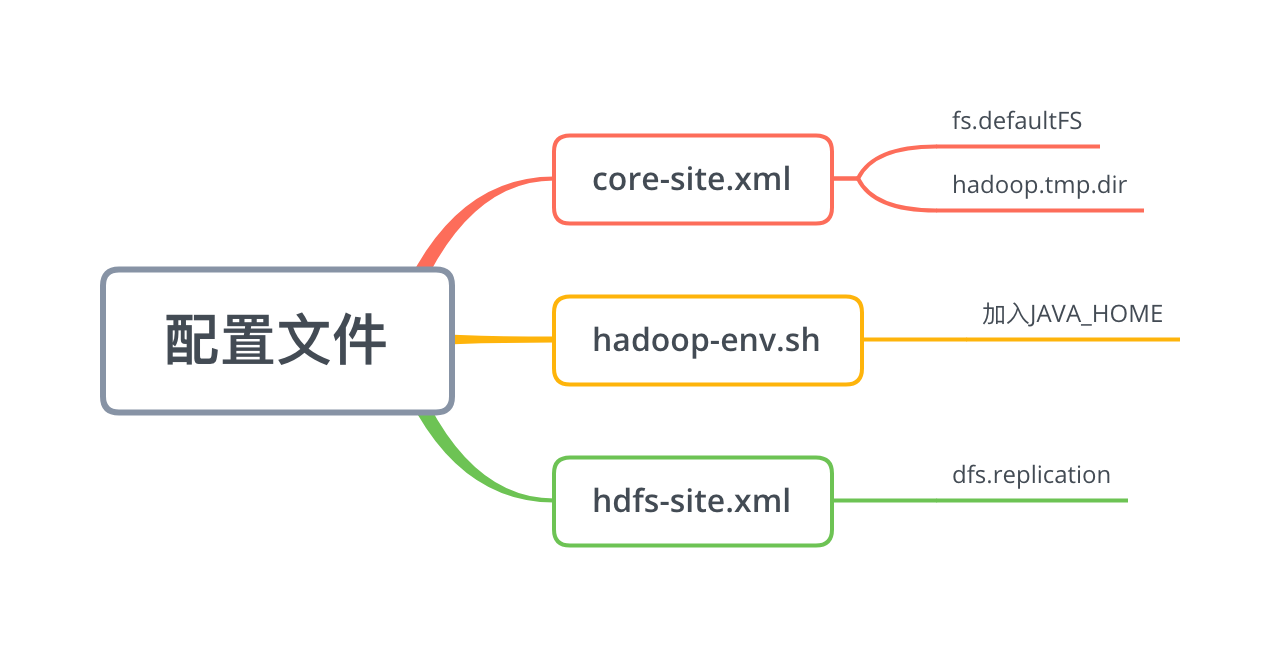 配置文件
core-site.xml
fs.defaultFS
hadoop.tmp.dir
hadoop-env.sh
加入JAVA_HOME
hdfs-site.xml
dfs.replication